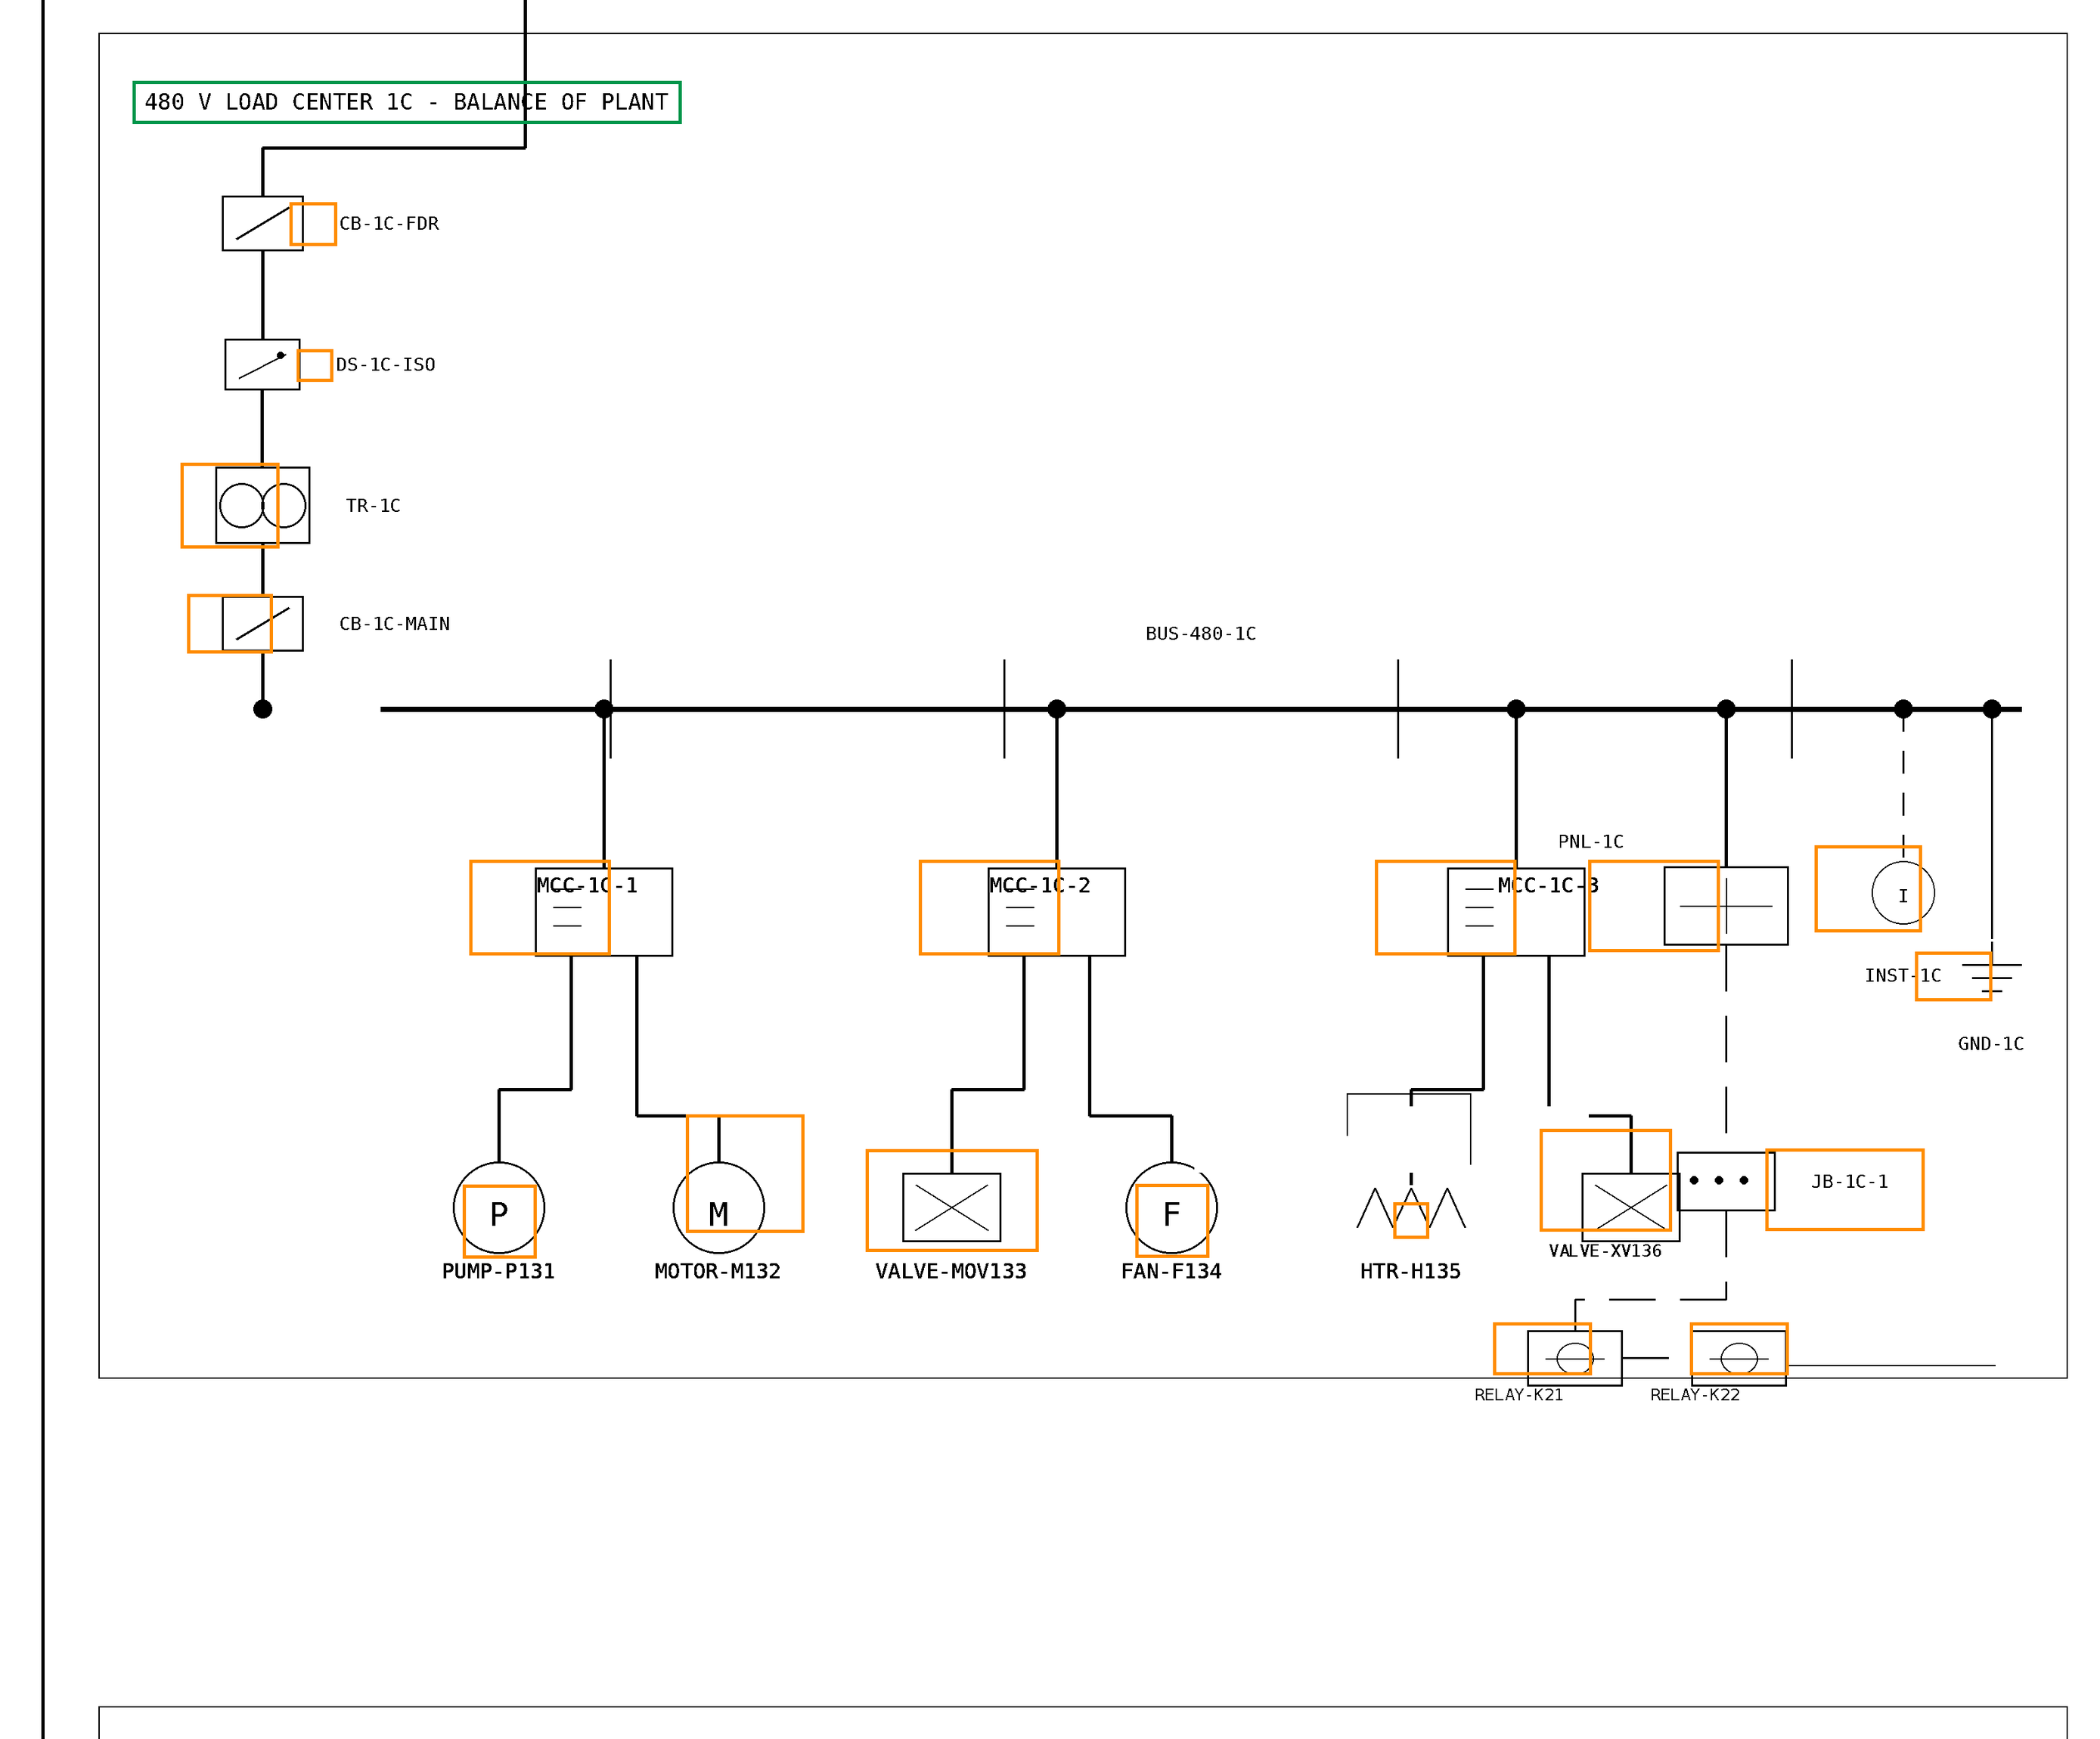 480 V LOAD CENTER 1C - BALANCE OF PLANT
CB-1C-FDR
DS-1C-ISO
TR-1C
CB-1C-MAIN
BUS-480-1C
PNL-1C
MCC-1C-1
MCC-1C-2
MCC-1C-3
I
INST-1C
GND-1C
JB-1C-1
P
M
F
VALVE-XV136
PUMP-P131
MOTOR-M132
VALVE-MOV133
FAN-F134
HTR-H135
RELAY-K21
RELAY-K22